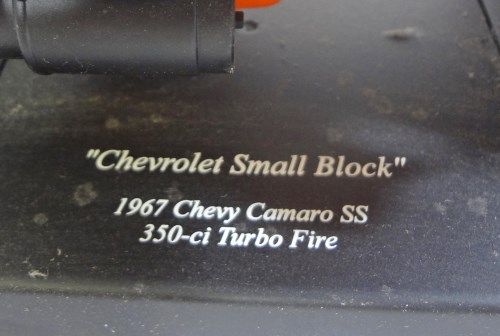 "Chevrolet Small Block"
1967 Chevy Camaro SS
350-ci Turbo Fire